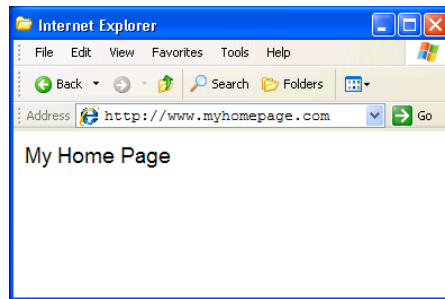 Internet Explorer
File Edit View Favorites Tools Help
Back Search Folders
Address http://www.myhomepage.com Go
My Home Page